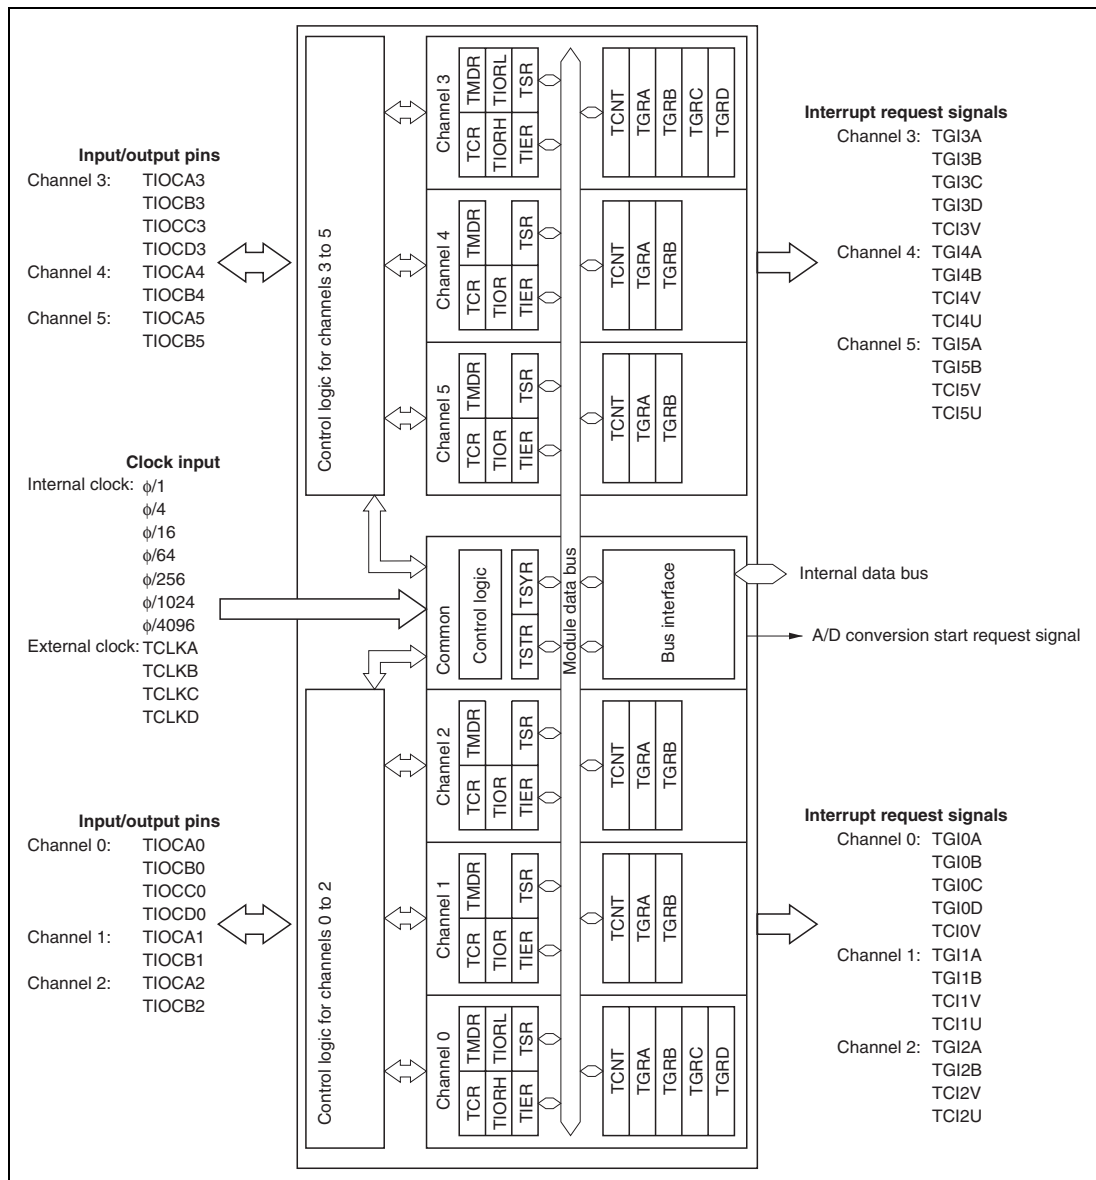 Input/output pins
Channel 3: TIOCA3
TIOCB3
TIOCC3
TIOCD3
Channel 4: TIOCA4
TIOCB4
Channel 5: TIOCA5
TIOCB5
Clock input
Internal clock: ϕ/1
ϕ/4
ϕ/16
ϕ/64
ϕ/256
ϕ/1024
ϕ/4096
External clock: TCLKA
TCLKB
TCLKC
TCLKD
Input/output pins
Channel 0: TIOCA0
TIOCB0
TIOCC0
TIOCD0
Channel 1: TIOCA1
TIOCB1
Channel 2: TIOCA2
TIOCB2
Control logic for channels 3 to 5
Control logic for channels 0 to 2
Channel 3
TCR
TMDR
TIORH
TIORL
TIER
TSR
TCNT
TGRA
TGRB
TGRC
TGRD
Channel 4
TCR
TMDR
TIOR
TIER
TSR
TCNT
TGRA
TGRB
Channel 5
TCR
TMDR
TIOR
TIER
TSR
TCNT
TGRA
TGRB
Common
Control logic
TSTR
TSYR
Module data bus
Bus interface
Channel 2
TCR
TMDR
TIOR
TIER
TSR
TCNT
TGRA
TGRB
Channel 1
TCR
TMDR
TIOR
TIER
TSR
TCNT
TGRA
TGRB
Channel 0
TCR
TMDR
TIORH
TIORL
TIER
TSR
TCNT
TGRA
TGRB
TGRC
TGRD
Interrupt request signals
Channel 3: TGI3A
TGI3B
TGI3C
TGI3D
TCI3V
Channel 4: TGI4A
TGI4B
TCI4V
TCI4U
Channel 5: TGI5A
TGI5B
TCI5V
TCI5U
Internal data bus
A/D conversion start request signal
Interrupt request signals
Channel 0: TGI0A
TGI0B
TGI0C
TGI0D
TCI0V
Channel 1: TGI1A
TGI1B
TCI1V
TCI1U
Channel 2: TGI2A
TGI2B
TCI2V
TCI2U